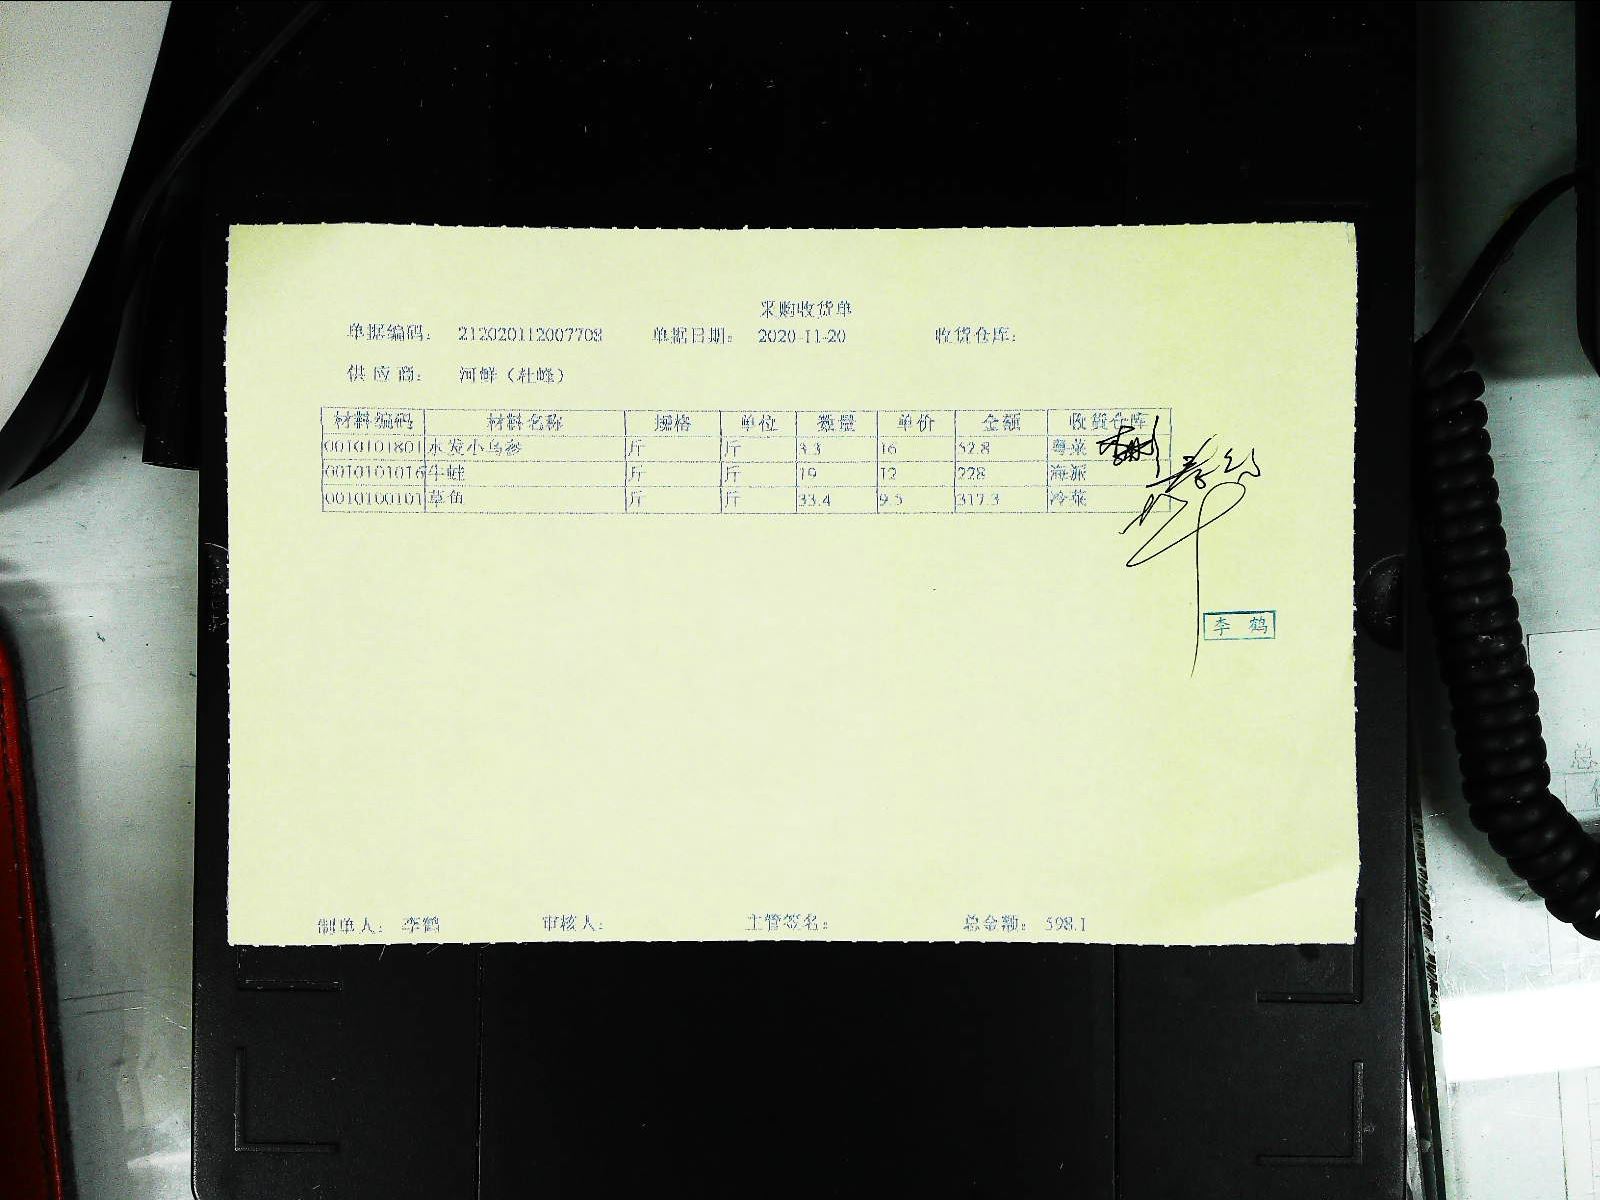 采购收货单
单据编码： 212020112007708 单据日期： 2020-11-20 收货仓库：
供 应 商： 河鲜（杜峰）
材料编码 材料名称 规格 单位 数量 单价 金额 收货仓库
0010101801 水发小乌参 斤 斤 3.3 16 52.8 粤菜
0010101016 牛蛙 斤 斤 19 12 228 海派
0010100101 草鱼 斤 斤 33.4 9.5 317.3 冷菜
李 鹤
制单人： 李鹤 审核人： 主管签名： 总金额： 598.1
总